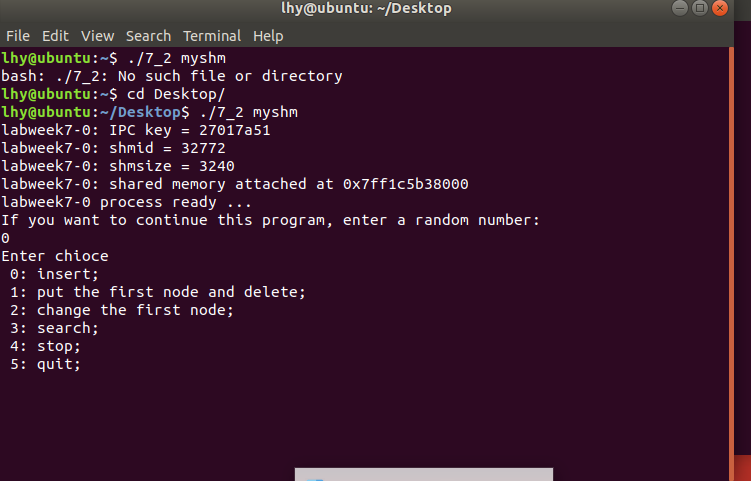 lhy@ubuntu: ~/Desktop
File Edit View Search Terminal Help
lhy@ubuntu:~$ ./7_2 myshm
bash: ./7_2: No such file or directory
lhy@ubuntu:~$ cd Desktop/
lhy@ubuntu:~/Desktop$ ./7_2 myshm
labweek7-0: IPC key = 27017a51
labweek7-0: shmid = 32772
labweek7-0: shmsize = 3240
labweek7-0: shared memory attached at 0x7ff1c5b38000
labweek7-0 process ready ...
If you want to continue this program, enter a random number:
0
Enter chioce
 0: insert;
 1: put the first node and delete;
 2: change the first node;
 3: search;
 4: stop;
 5: quit;